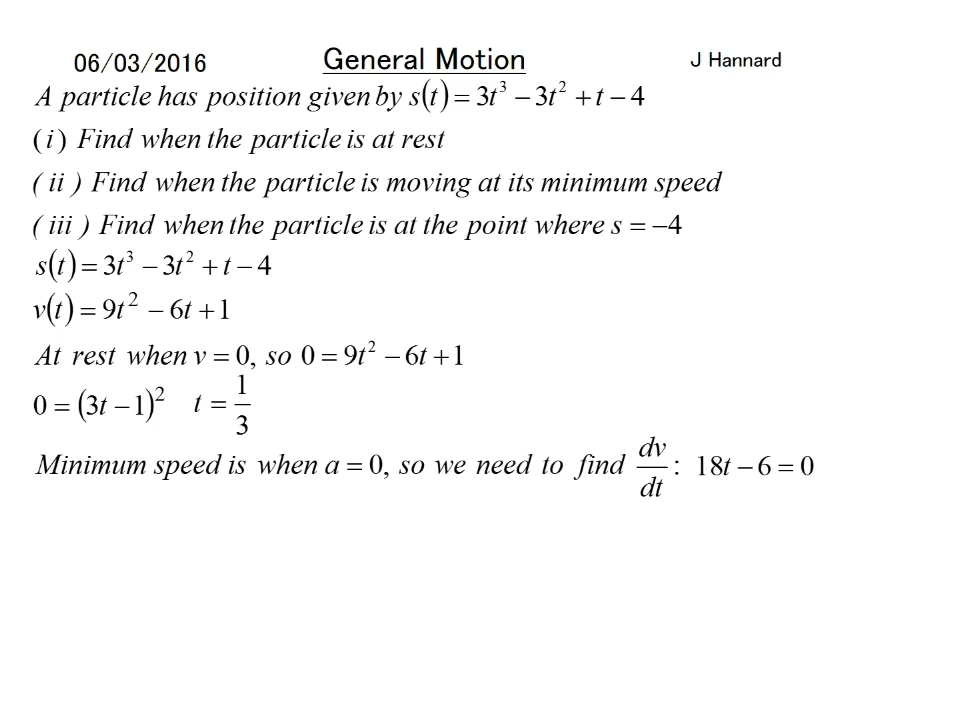 06/03/2016 General Motion J Hannard
A particle has position given by s(t) = 3t³ − 3t² + t − 4
(i) Find when the particle is at rest
( ii ) Find when the particle is moving at its minimum speed
( iii ) Find when the particle is at the point where s = −4
s(t) = 3t³ − 3t² + t − 4
v(t) = 9t² − 6t + 1
At rest when v = 0, so 0 = 9t² − 6t + 1
0 = (3t − 1)² t = 1/3
Minimum speed is when a = 0, so we need to find dv/dt : 18t − 6 = 0